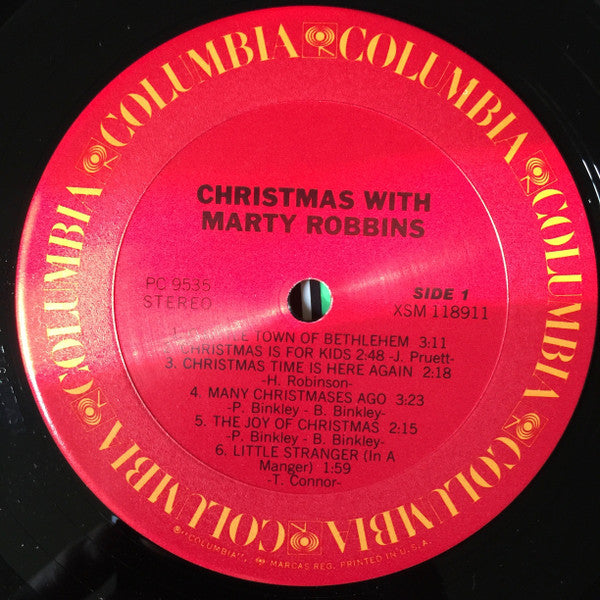 COLUMBIA COLUMBIA COLUMBIA COLUMBIA COLUMBIA COLUMBIA
CHRISTMAS WITH
MARTY ROBBINS
PC 9535
STEREO
SIDE 1
XSM 118911
TOWN OF BETHLEHEM 3:11
CHRISTMAS IS FOR KIDS 2:48 -J. Pruett-
3. CHRISTMAS TIME IS HERE AGAIN 2:18
-H. Robinson-
4. MANY CHRISTMASES AGO 3:23
-P. Binkley - B. Binkley-
5. THE JOY OF CHRISTMAS 2:15
-P. Binkley - B. Binkley-
6. LITTLE STRANGER (In A
Manger) 1:59
-T. Connor-
"COLUMBIA", MARCAS REG. PRINTED IN U.S.A.